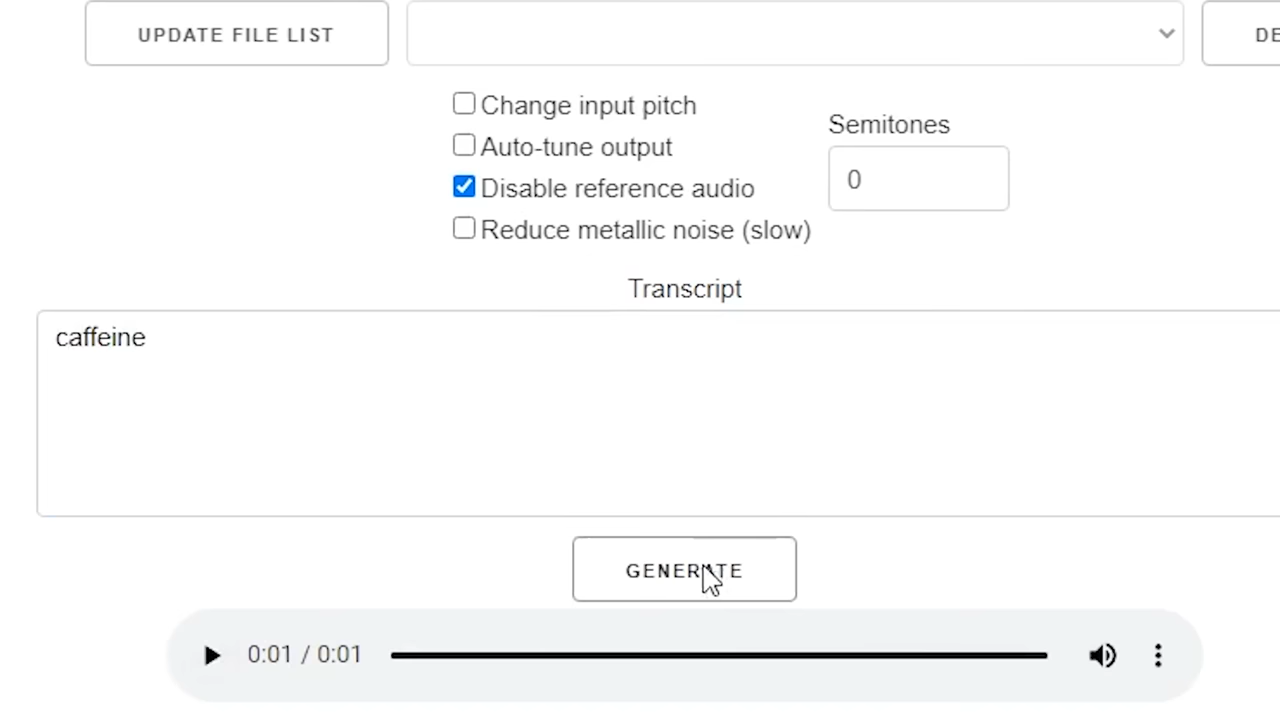 UPDATE FILE LIST
DE
Change input pitch
Auto-tune output
Semitones
0
Disable reference audio
Reduce metallic noise (slow)
Transcript
caffeine
GENERATE
0:01 / 0:01